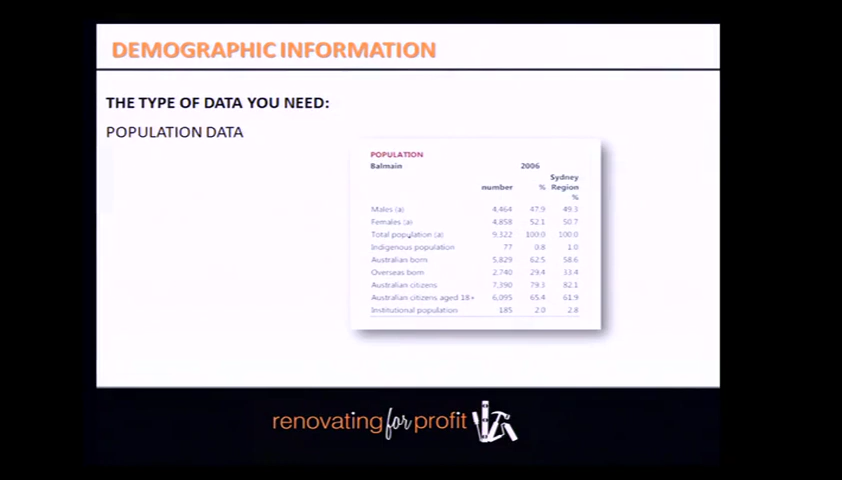 DEMOGRAPHIC INFORMATION
THE TYPE OF DATA YOU NEED:
POPULATION DATA
POPULATION
Balmain 2006
Sydney
number % Region
%
Males (a) 4,464 47.9 49.3
Females (a) 4,858 52.1 50.7
Total population (a) 9,322 100.0 100.0
Indigenous population 77 0.8 1.0
Australian born 5,829 62.5 58.6
Overseas born 2,740 29.4 33.4
Australian citizens 7,390 79.3 82.1
Australian citizens aged 18+ 6,095 65.4 61.9
Institutional population 185 2.0 2.8
renovating for profit